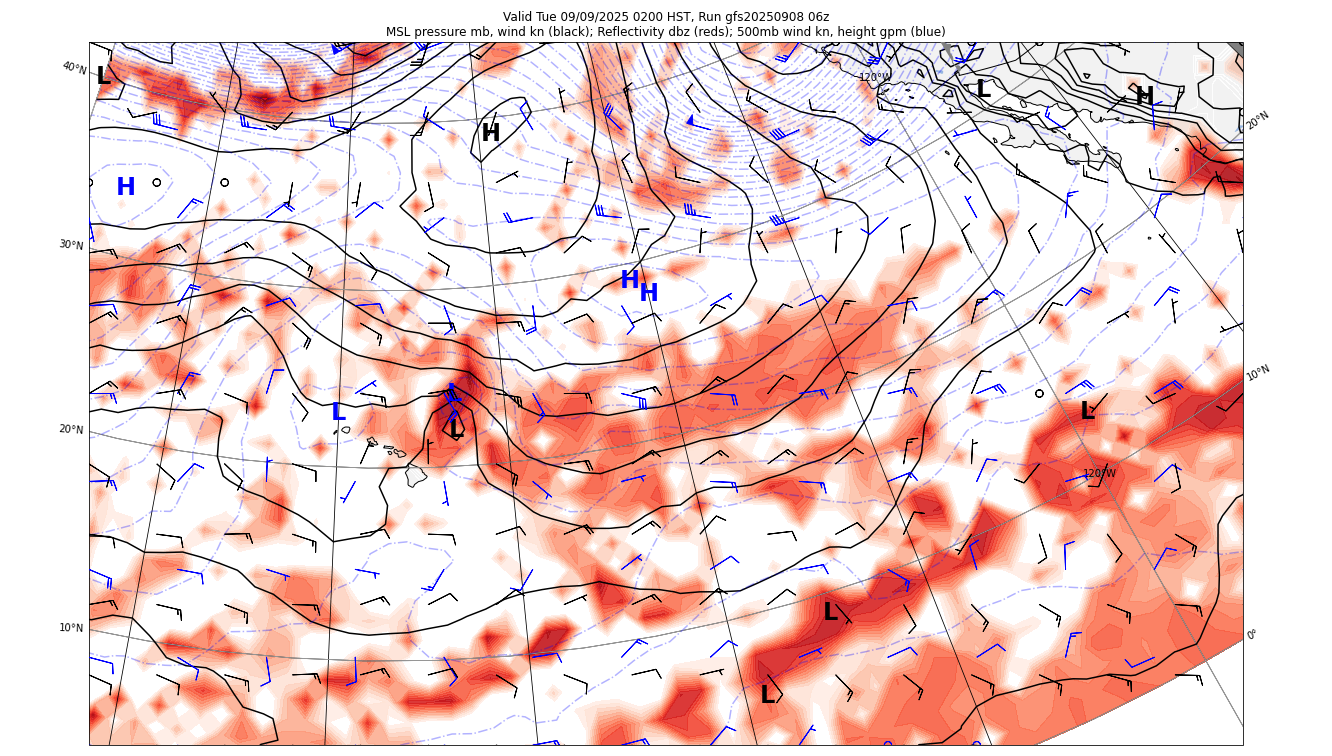 Valid Tue 09/09/2025 0200 HST, Run gfs20250908 06z
MSL pressure mb, wind kn (black); Reflectivity dbz (reds); 500mb wind kn, height gpm (blue)
40°N
L
120°W
L
H
20°N
H
H
30°N
H
H
10°N
L
L
L
20°N
L
120°W
10°N
L
0°
L